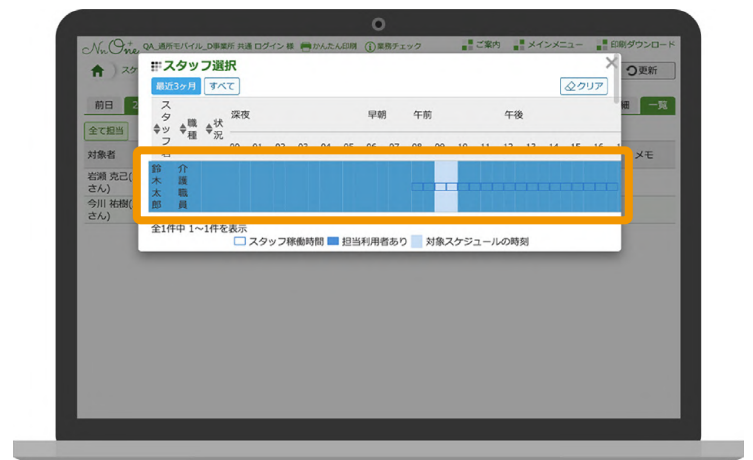 NuOne QA_通所モバイル_D事業所 共通 ログイン 様 かんたん印刷 業務チェック ご案内 メインメニュー 印刷ダウンロード
スタッフ選択 ×
更新
最近3ヶ月 すべて クリア
前日 一覧
全て担当
スタッフ名 職種 状況 深夜 早朝 午前 午後
対象者 メモ
鈴木太郎 介護職員
岩瀬 克己(
さん)
今川 祐樹(
さん)
全1件中 1～1件を表示
スタッフ稼働時間 担当利用者あり 対象スケジュールの時刻